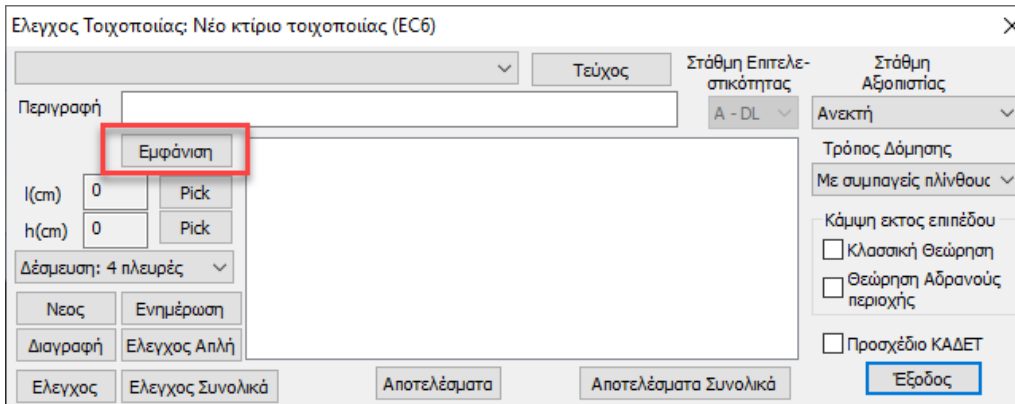 Ελεγχος Τοιχοποιίας: Νέο κτίριο τοιχοποιίας (EC6)
Τεύχος
Στάθμη Επιτελε-
στικότητας
Στάθμη
Αξιοπιστίας
Περιγραφή
A - DL
Ανεκτή
Εμφάνιση
Τρόπος Δόμησης
l(cm) 0 Pick
Με συμπαγείς πλίνθους
h(cm) 0 Pick
Κάμψη εκτος επιπέδου
Δέσμευση: 4 πλευρές
Κλασσική Θεώρηση
Θεώρηση Αδρανούς
περιοχής
Νεος Ενημέρωση
Διαγραφή Ελεγχος Απλή
Προσχέδιο ΚΑΔΕΤ
Ελεγχος Ελεγχος Συνολικά Αποτελέσματα Αποτελέσματα Συνολικά Έξοδος